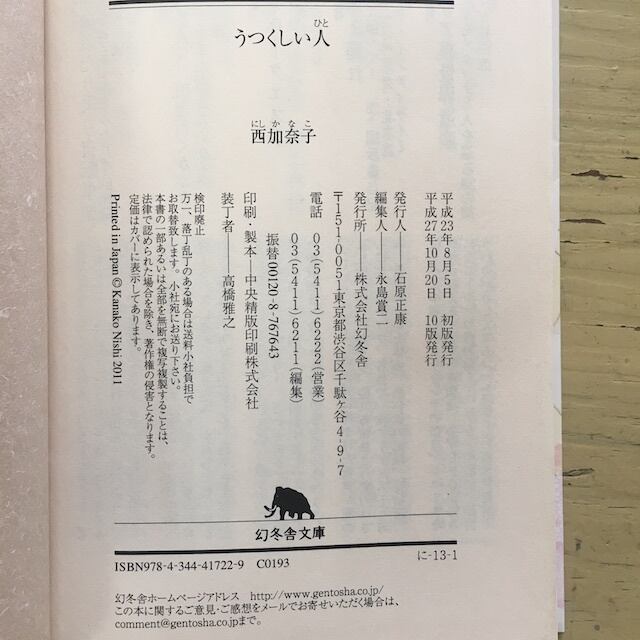 うつくしい人
ひと
西加奈子
にし か な こ
平成23年8月5日 初版発行
平成27年10月20日 10版発行
発行人――石原正康
編集人――永島賞二
発行所――株式会社幻冬舎
〒151-0051東京都渋谷区千駄ヶ谷4-9-7
電話 03(5411)6222(営業)
03(5411)6211(編集)
振替00120-8-767643
印刷・製本――中央精版印刷株式会社
装丁者――高橋雅之
検印廃止
万一、落丁乱丁のある場合は送料小社負担で
お取替致します。小社宛にお送り下さい。
本書の一部あるいは全部を無断で複写複製することは、
法律で認められた場合を除き、著作権の侵害となります。
定価はカバーに表示してあります。
Printed in Japan © Kanako Nishi 2011
幻冬舎文庫
ISBN978-4-344-41722-9 C0193
に-13-1
幻冬舎ホームページアドレス http://www.gentosha.co.jp/
この本に関するご意見・ご感想をメールでお寄せいただく場合は、
comment@gentosha.co.jpまで。